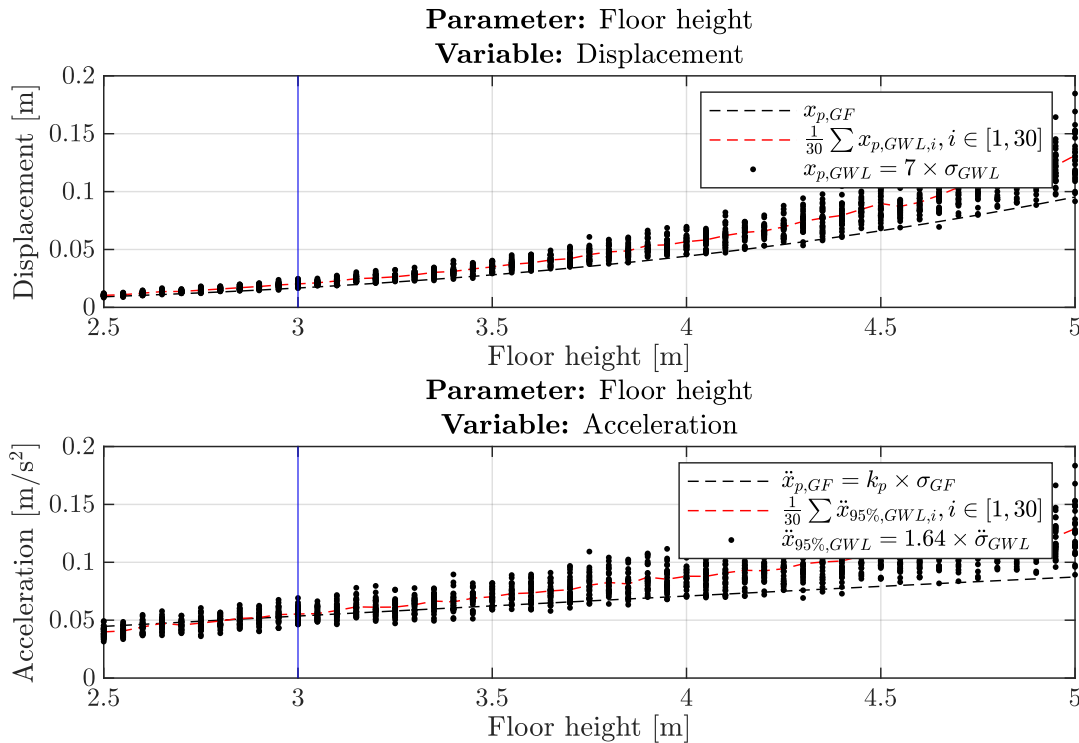 Parameter: Floor height
Variable: Displacement
Displacement [m]
0.2
0.15
0.1
0.05
0
x_{p,GF}
\frac{1}{30} \sum x_{p,GWL,i}, i ∈ [1, 30]
x_{p,GWL} = 7 × σ_{GWL}
2.5 3 3.5 4 4.5 5
Floor height [m]
Parameter: Floor height
Variable: Acceleration
Acceleration [m/s²]
0.2
0.15
0.1
0.05
0
ẍ_{p,GF} = k_p × σ_{GF}
\frac{1}{30} \sum ẍ_{95%,GWL,i}, i ∈ [1, 30]
ẍ_{95%,GWL} = 1.64 × σ̈_{GWL}
2.5 3 3.5 4 4.5 5
Floor height [m]